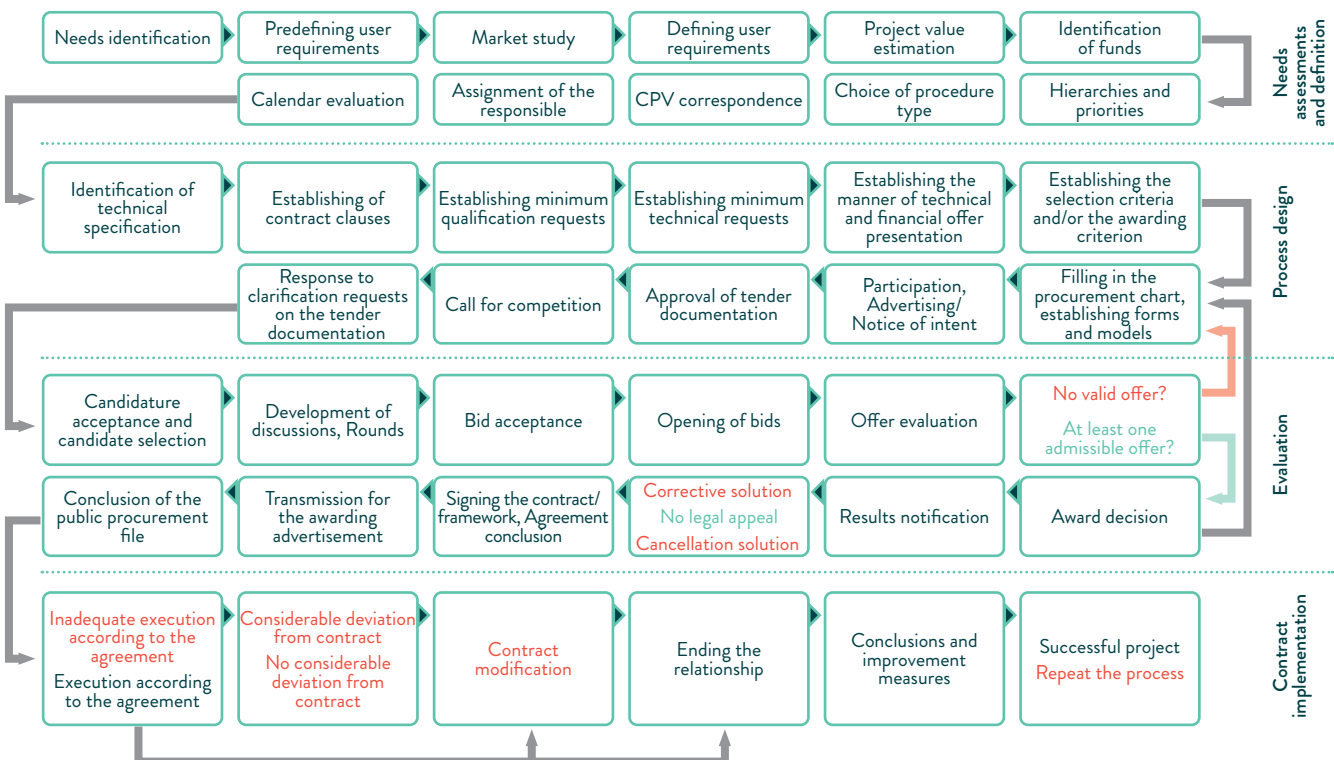 Needs identification
Predefining user
requirements
Market study
Defining user
requirements
Project value
estimation
Identification
of funds
Calendar evaluation
Assignment of the
responsible
CPV correspondence
Choice of procedure
type
Hierarchies and
priorities
Needs
assessments
and definition
Identification of
technical
specification
Establishing of
contract clauses
Establishing minimum
qualification requests
Establishing minimum
technical requests
Establishing the
manner of technical
and financial offer
presentation
Establishing the
selection criteria
and/or the awarding
criterion
Response to
clarification requests
on the tender
documentation
Call for competition
Approval of tender
documentation
Participation,
Advertising/
Notice of intent
Filling in the
procurement chart,
establishing forms
and models
Process design
Candidature
acceptance and
candidate selection
Development of
discussions, Rounds
Bid acceptance
Opening of bids
Offer evaluation
No valid offer?
At least one
admissible offer?
Conclusion of the
public procurement
file
Transmission for
the awarding
advertisement
Signing the contract/
framework, Agreement
conclusion
Corrective solution
No legal appeal
Cancellation solution
Results notification
Award decision
Evaluation
Inadequate execution
according to the
agreement
Execution according
to the agreement
Considerable deviation
from contract
No considerable
deviation from
contract
Contract
modification
Ending the
relationship
Conclusions and
improvement
measures
Successful project
Repeat the process
Contract
implementation